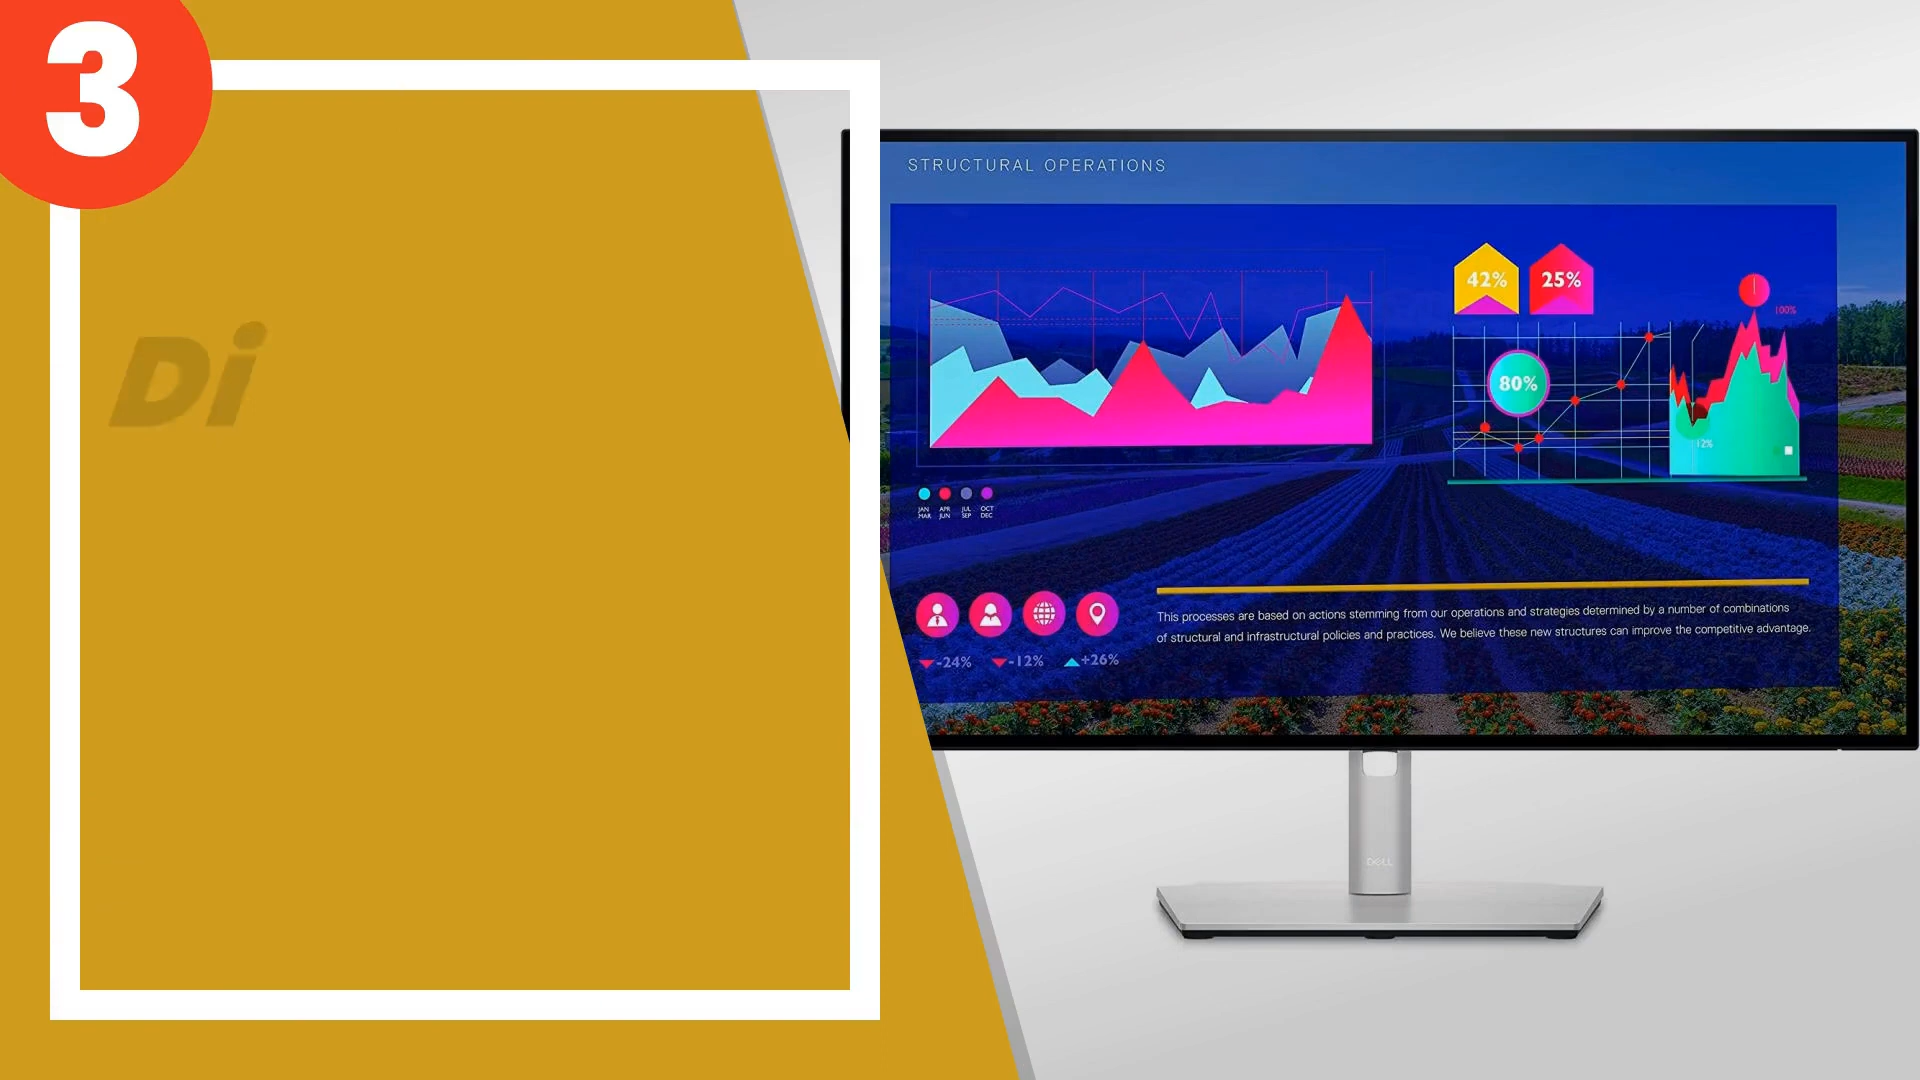 3
Di
STRUCTURAL OPERATIONS
42%
25%
100%
80%
12%
JAN
MAR
APR
JUN
JUL
SEP
OCT
DEC
This processes are based on actions stemming from our operations and strategies determined by a number of combinations
of structural and infrastructural policies and practices. We believe these new structures can improve the competitive advantage.
-24%
-12%
+26%
DELL